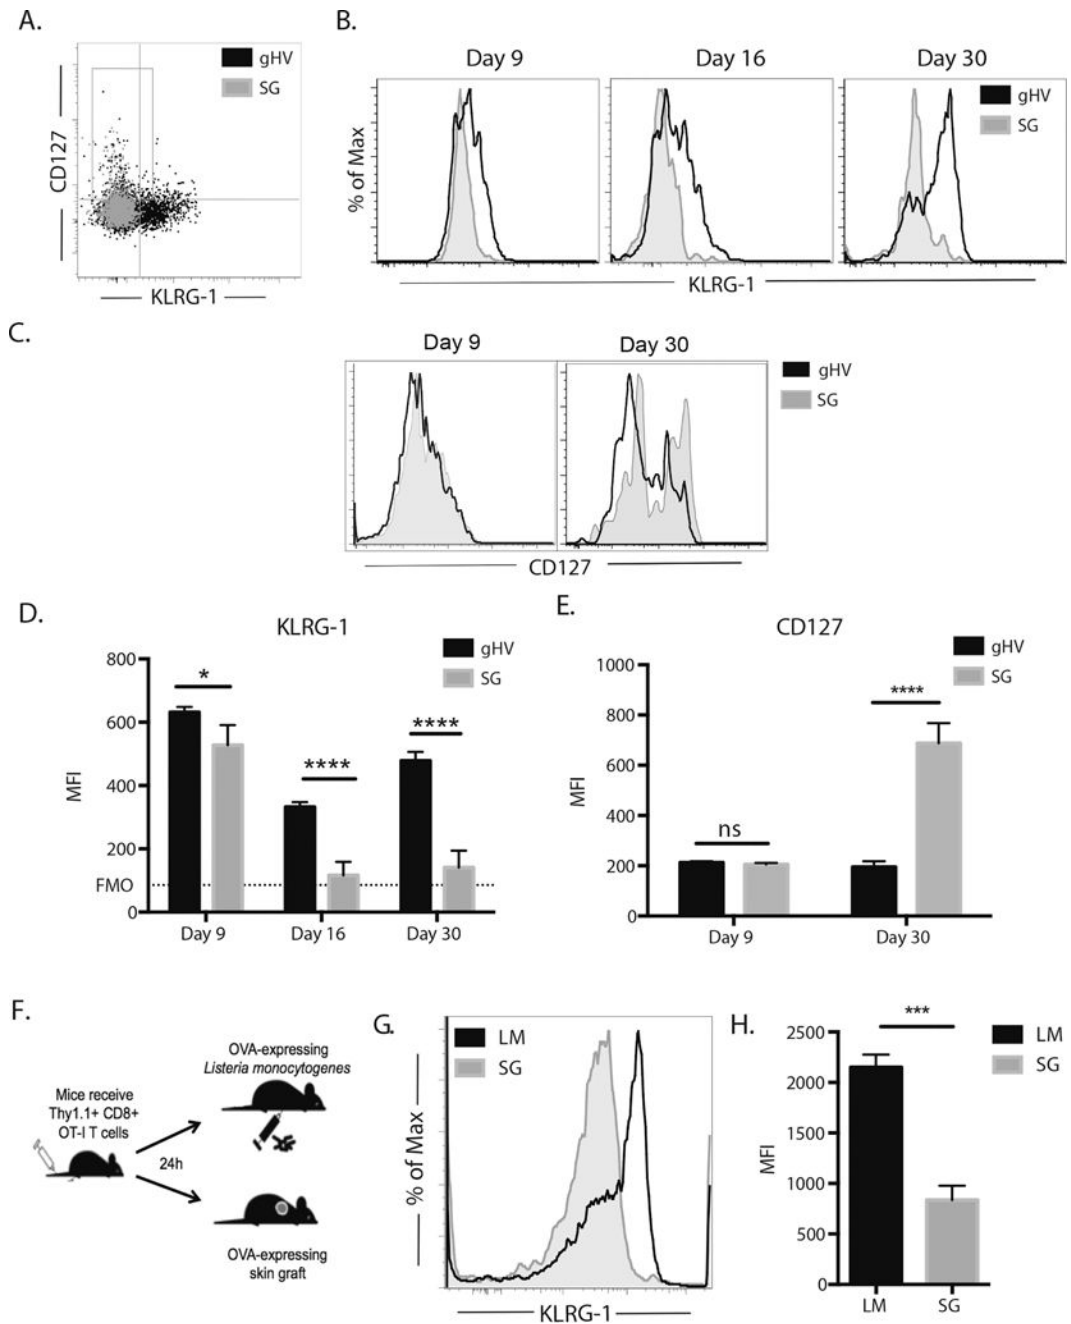 A.
gHV
SG
CD127
KLRG-1
B.
Day 9
Day 16
Day 30
gHV
SG
% of Max
KLRG-1
C.
Day 9
Day 30
gHV
SG
CD127
D.
KLRG-1
gHV
SG
800
600
400
200
0
MFI
FMO
*
****
****
Day 9
Day 16
Day 30
E.
CD127
gHV
SG
1000
800
600
400
200
0
MFI
ns
****
Day 9
Day 30
F.
Mice receive
Thy1.1+ CD8+
OT-I T cells
24h
OVA-expressing
Listeria monocytogenes
OVA-expressing
skin graft
G.
LM
SG
% of Max
KLRG-1
H.
***
LM
SG
2500
2000
1500
1000
500
0
MFI
LM
SG